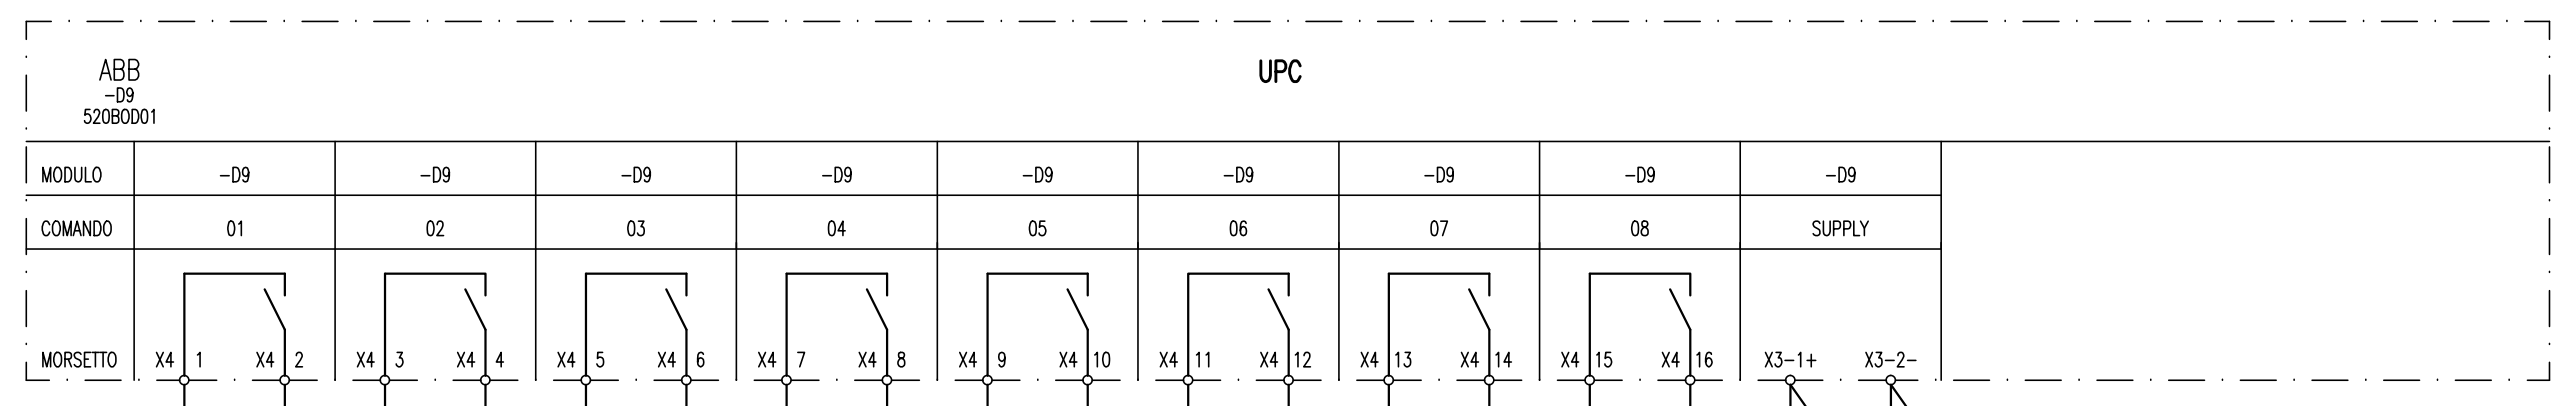 ABB
-D9
520BOD01
UPC
MODULO -D9 -D9 -D9 -D9 -D9 -D9 -D9 -D9 -D9
COMANDO 01 02 03 04 05 06 07 08 SUPPLY
MORSETTO X4 1 X4 2 X4 3 X4 4 X4 5 X4 6 X4 7 X4 8 X4 9 X4 10 X4 11 X4 12 X4 13 X4 14 X4 15 X4 16 X3-1+ X3-2-